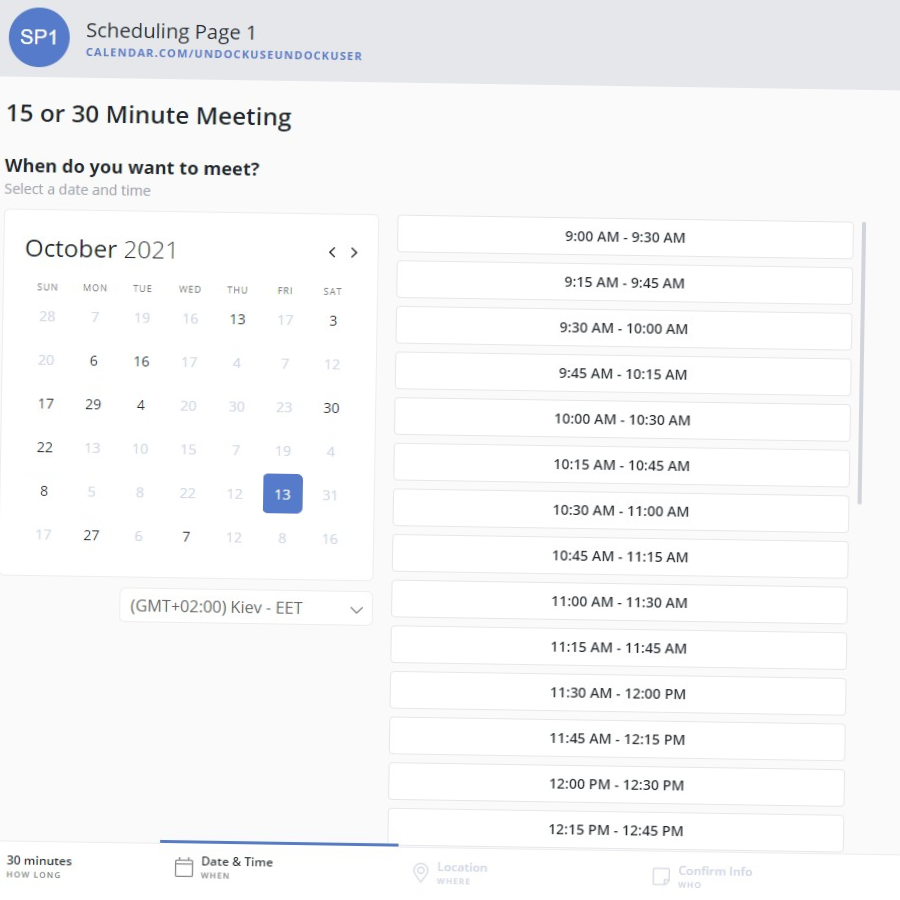 SP1
Scheduling Page 1
CALENDAR.COM/UNDOCKUSEUNDOCKUSER
15 or 30 Minute Meeting
When do you want to meet?
Select a date and time
October 2021
SUN MON TUE WED THU FRI SAT
28 7 19 16 13 17 3
20 6 16 17 4 7 12
17 29 4 20 30 23 30
22 13 10 15 7 19 4
8 5 8 22 12 13 31
17 27 6 7 12 8 16
(GMT+02:00) Kiev - EET
9:00 AM - 9:30 AM
9:15 AM - 9:45 AM
9:30 AM - 10:00 AM
9:45 AM - 10:15 AM
10:00 AM - 10:30 AM
10:15 AM - 10:45 AM
10:30 AM - 11:00 AM
10:45 AM - 11:15 AM
11:00 AM - 11:30 AM
11:15 AM - 11:45 AM
11:30 AM - 12:00 PM
11:45 AM - 12:15 PM
12:00 PM - 12:30 PM
12:15 PM - 12:45 PM
30 minutes
HOW LONG
Date & Time
WHEN
Location
WHERE
Confirm Info
WHO